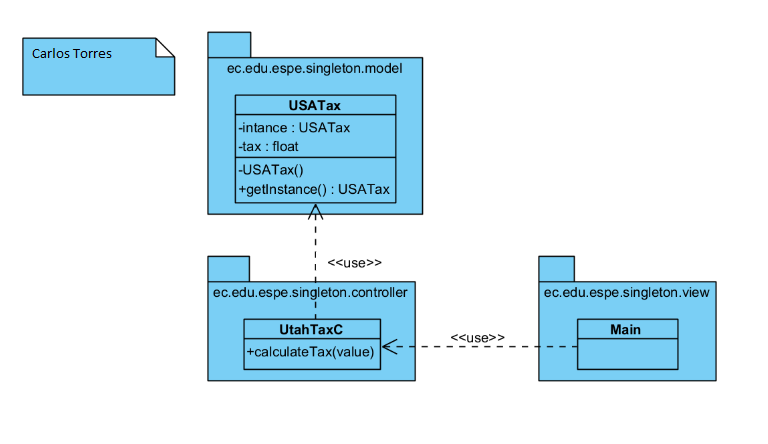 Carlos Torres
ec.edu.espe.singleton.model
USATax
-intance : USATax
-tax : float
-USATax()
+getInstance() : USATax
<<use>>
ec.edu.espe.singleton.controller
UtahTaxC
+calculateTax(value)
<<use>>
ec.edu.espe.singleton.view
Main